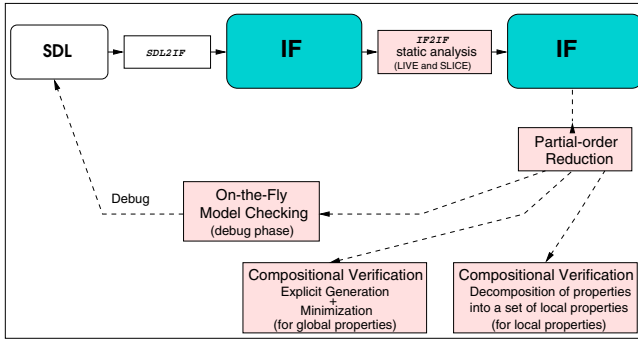 SDL
SDL2IF
IF
IF2IF
static analysis
(LIVE and SLICE)
IF
Partial-order
Reduction
Debug
On-the-Fly
Model Checking
(debug phase)
Compositional Verification
Explicit Generation
+
Minimization
(for global properties)
Compositional Verification
Decomposition of properties
into a set of local properties
(for local properties)